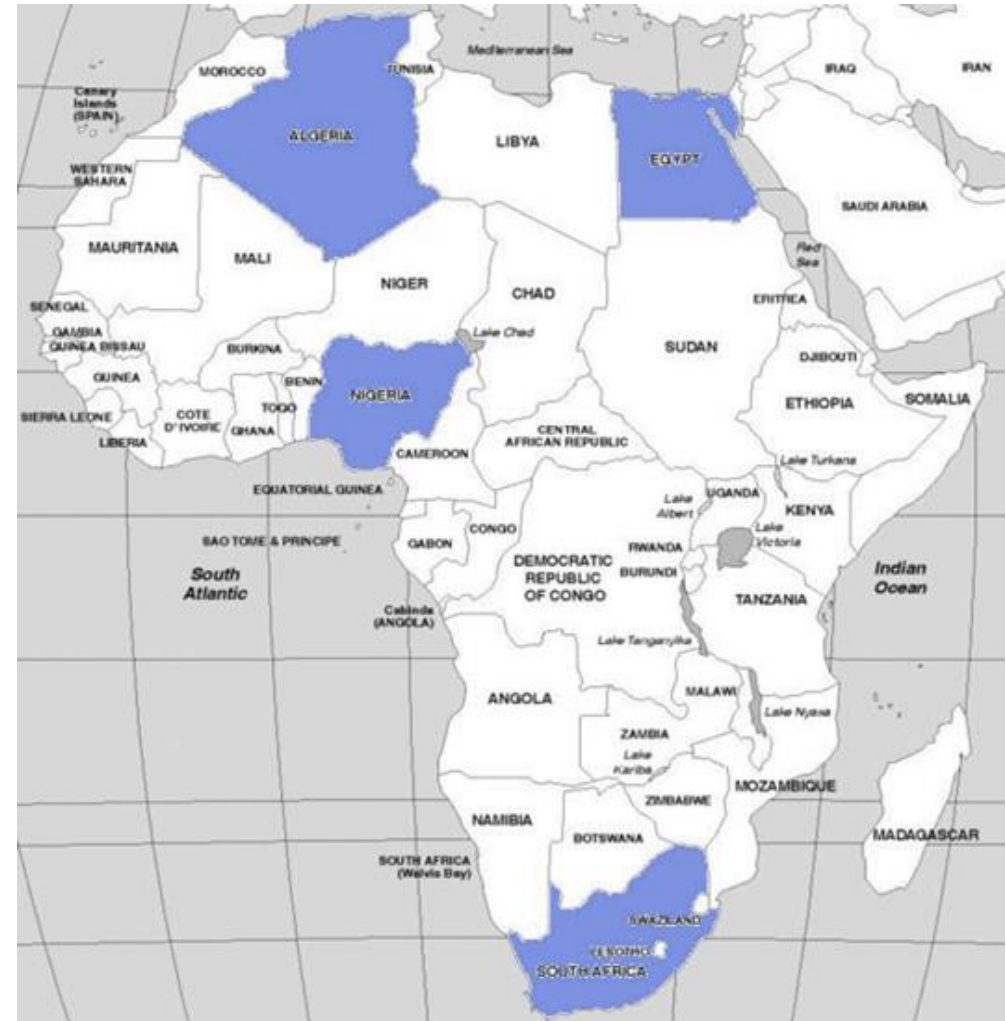 Mediterranean Sea
MOROCCO
TUNISIA
IRAQ
IRAN
Canary
Islands
(SPAIN)
ALGERIA
LIBYA
EGYPT
WESTERN
SAHARA
SAUDI ARABIA
MAURITANIA
MALI
NIGER
CHAD
Red
Sea
SENEGAL
ERITREA
GAMBIA
GUINEA BISSAU
Lake Chad
BURKINA
SUDAN
DJIBOUTI
GUINEA
BENIN
NIGERIA
ETHIOPIA
SOMALIA
SIERRA LEONE
COTE
D'IVOIRE
TOGO
GHANA
LIBERIA
CENTRAL
AFRICAN REPUBLIC
CAMEROON
Lake Turkana
EQUATORIAL GUINEA
Lake
Albert
UGANDA
KENYA
SAO TOME & PRINCIPE
GABON
CONGO
Lake
Victoria
RWANDA
DEMOCRATIC
REPUBLIC
OF CONGO
BURUNDI
South
Atlantic
Indian
Ocean
TANZANIA
Cabinda
(ANGOLA)
Lake Tanganyika
ANGOLA
MALAWI
Lake Nyasa
ZAMBIA
Lake
Kariba
MOZAMBIQUE
ZIMBABWE
NAMIBIA
BOTSWANA
MADAGASCAR
SOUTH AFRICA
(Walvis Bay)
SWAZILAND
LESOTHO
SOUTH AFRICA